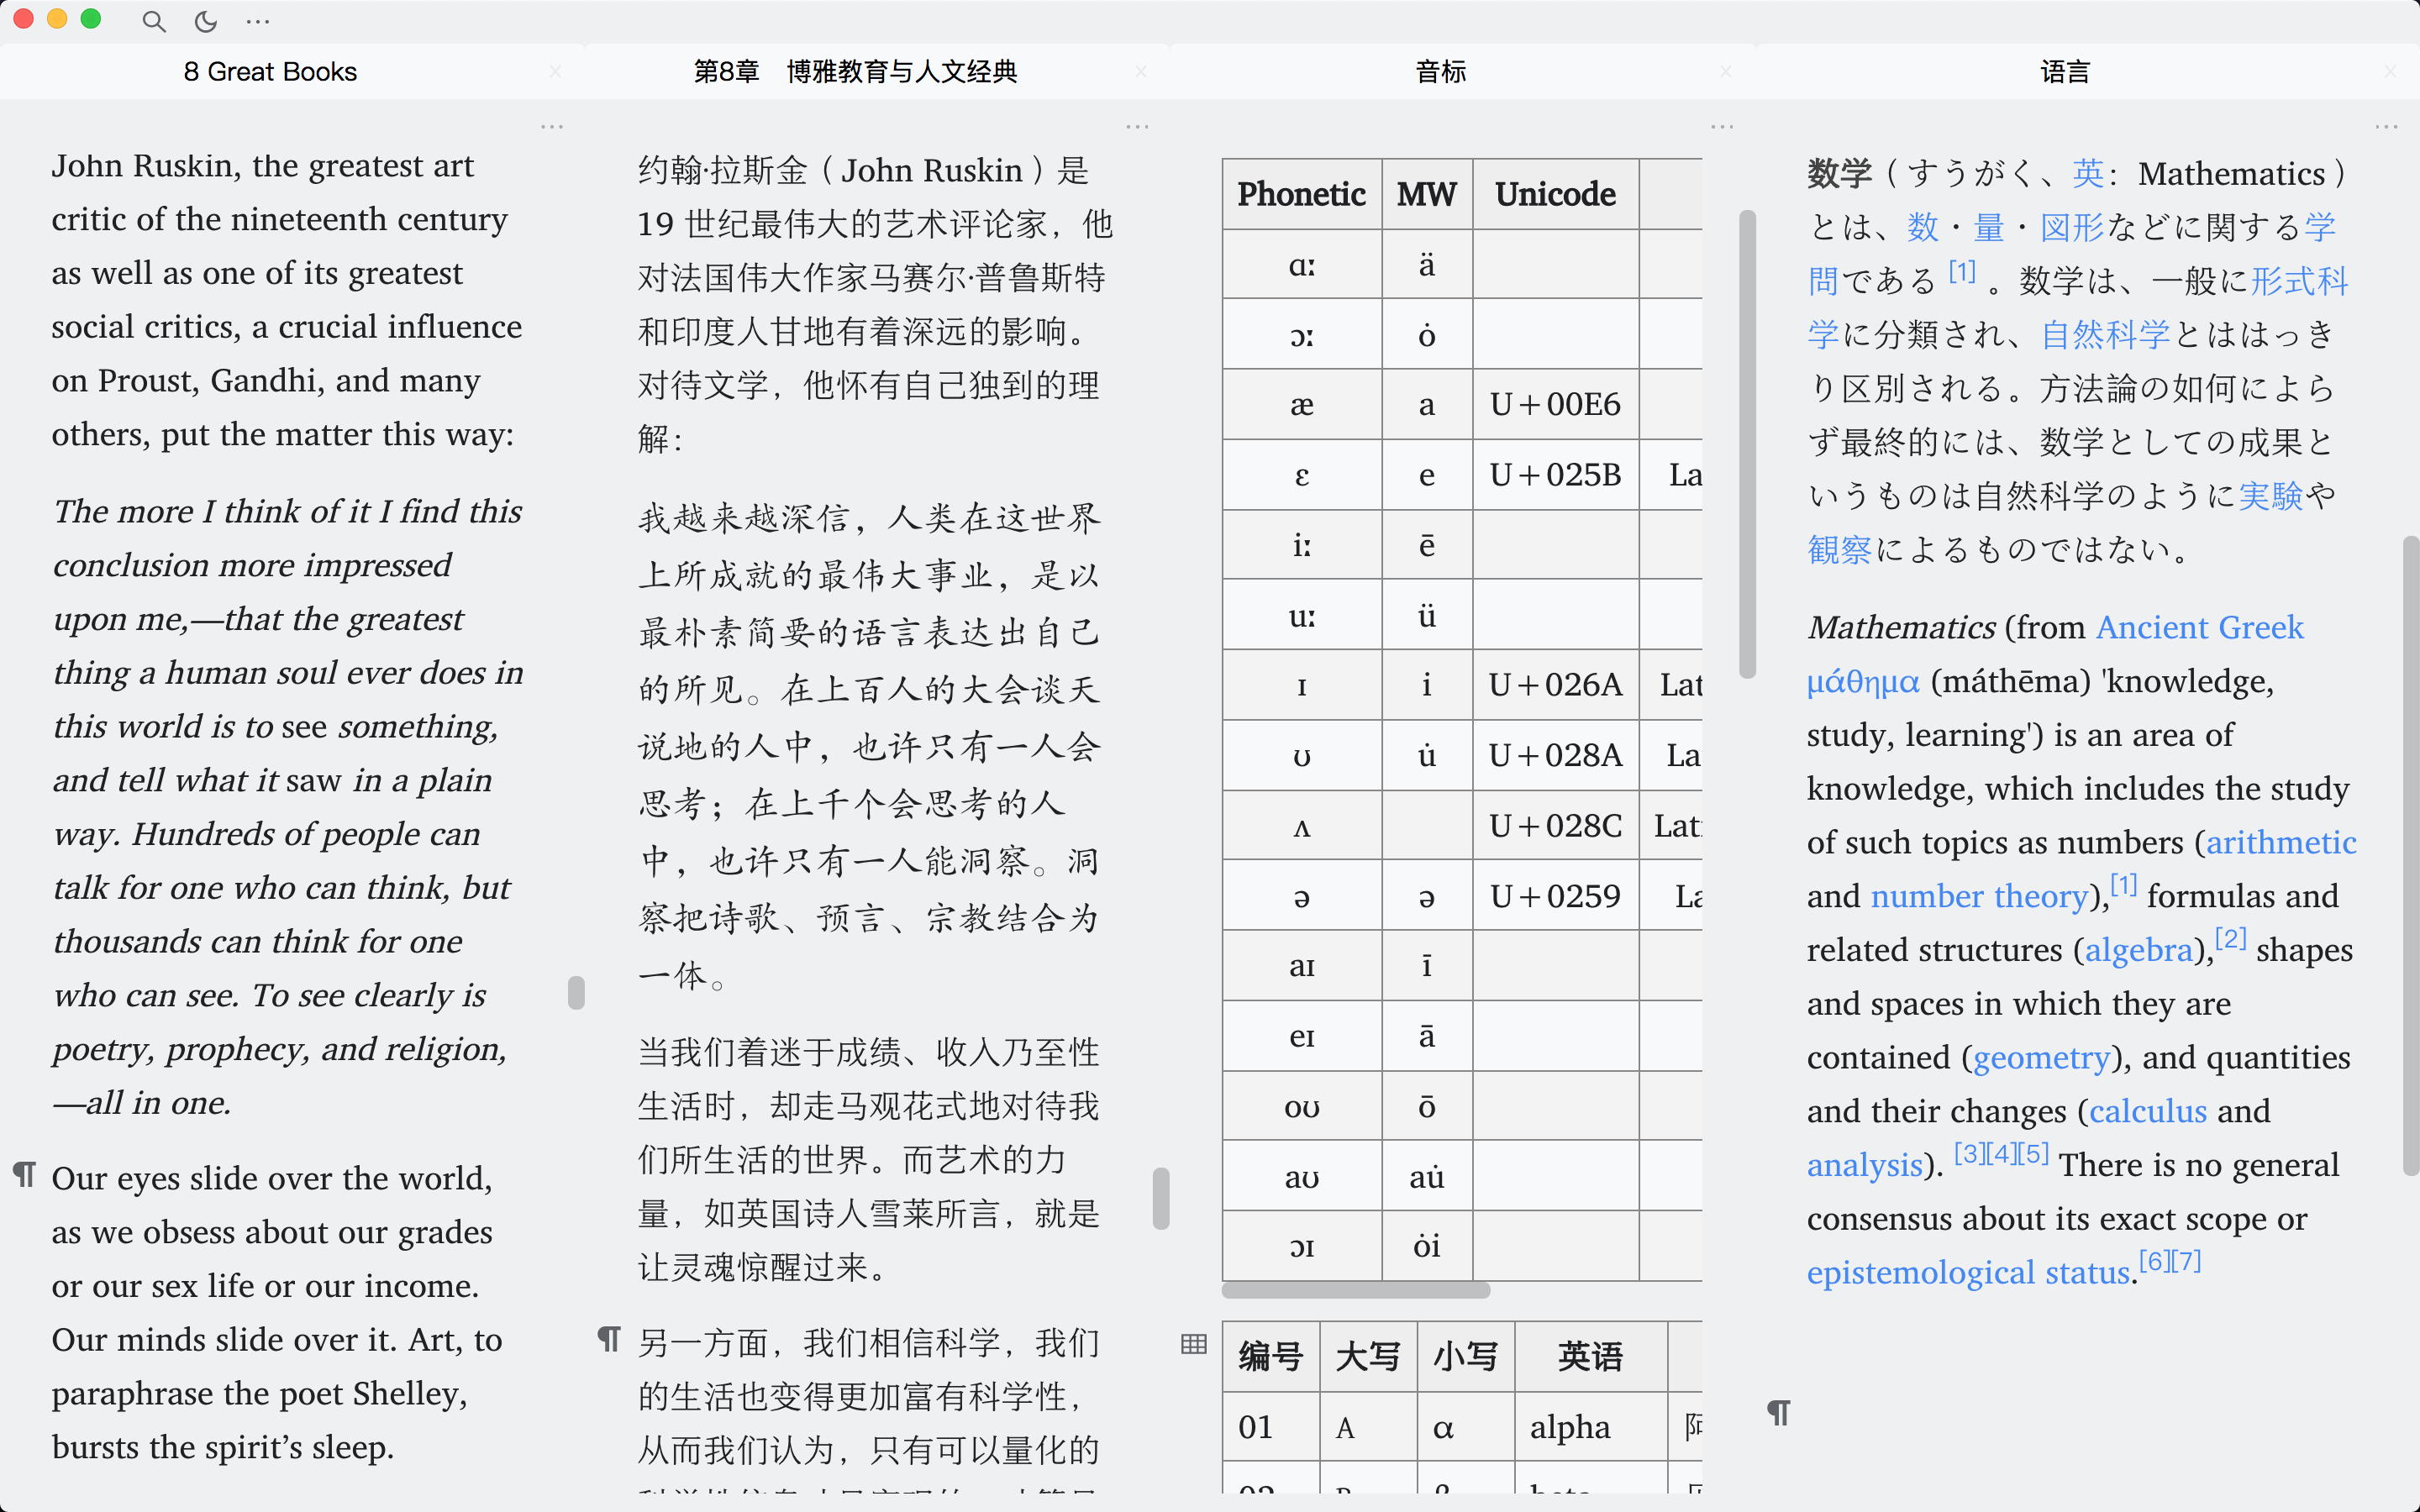 8 Great Books
第8章　博雅教育与人文经典
音标
语言
John Ruskin, the greatest art
critic of the nineteenth century
as well as one of its greatest
social critics, a crucial influence
on Proust, Gandhi, and many
others, put the matter this way:
The more I think of it I find this
conclusion more impressed
upon me,—that the greatest
thing a human soul ever does in
this world is to see something,
and tell what it saw in a plain
way. Hundreds of people can
talk for one who can think, but
thousands can think for one
who can see. To see clearly is
poetry, prophecy, and religion,
—all in one.
¶ Our eyes slide over the world,
as we obsess about our grades
or our sex life or our income.
Our minds slide over it. Art, to
paraphrase the poet Shelley,
bursts the spirit’s sleep.
约翰·拉斯金（John Ruskin）是
19 世纪最伟大的艺术评论家，他
对法国伟大作家马赛尔·普鲁斯特
和印度人甘地有着深远的影响。
对待文学，他怀有自己独到的理
解：
我越来越深信，人类在这世界
上所成就的最伟大事业，是以
最朴素简要的语言表达出自己
的所见。在上百人的大会谈天
说地的人中，也许只有一人会
思考；在上千个会思考的人
中，也许只有一人能洞察。洞
察把诗歌、预言、宗教结合为
一体。
当我们着迷于成绩、收入乃至性
生活时，却走马观花式地对待我
们所生活的世界。而艺术的力
量，如英国诗人雪莱所言，就是
让灵魂惊醒过来。
¶ 另一方面，我们相信科学，我们
的生活也变得更加富有科学性，
从而我们认为，只有可以量化的
Phonetic MW Unicode
ɑː ä
ɔː ȯ
æ a U+00E6
ɛ e U+025B La
iː ē
uː ü
ɪ i U+026A Lat
ʊ u̇ U+028A La
ʌ U+028C Lat
ə ə U+0259 La
aɪ ī
eɪ ā
oʊ ō
aʊ au̇
ɔɪ ȯi
编号 大写 小写 英语
01 Α α alpha 阿
数学（すうがく、英：Mathematics）
とは、数・量・図形などに関する学
問である [1] 。数学は、一般に形式科
学に分類され、自然科学とははっき
り区別される。方法論の如何によら
ず最終的には、数学としての成果と
いうものは自然科学のように実験や
観察によるものではない。
Mathematics (from Ancient Greek
μάθημα (máthēma) 'knowledge,
study, learning') is an area of
knowledge, which includes the study
of such topics as numbers (arithmetic
and number theory),[1] formulas and
related structures (algebra),[2] shapes
and spaces in which they are
contained (geometry), and quantities
and their changes (calculus and
analysis). [3][4][5] There is no general
consensus about its exact scope or
epistemological status.[6][7]
¶